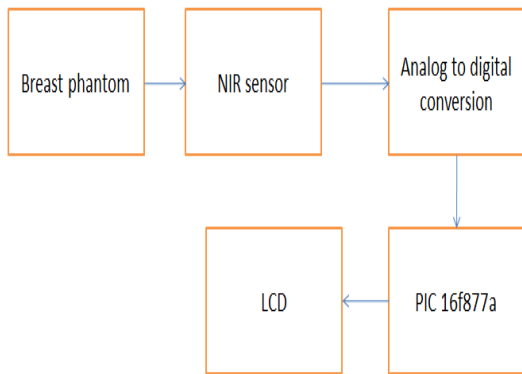 Breast phantom
NIR sensor
Analog to digital
conversion
LCD
PIC 16f877a